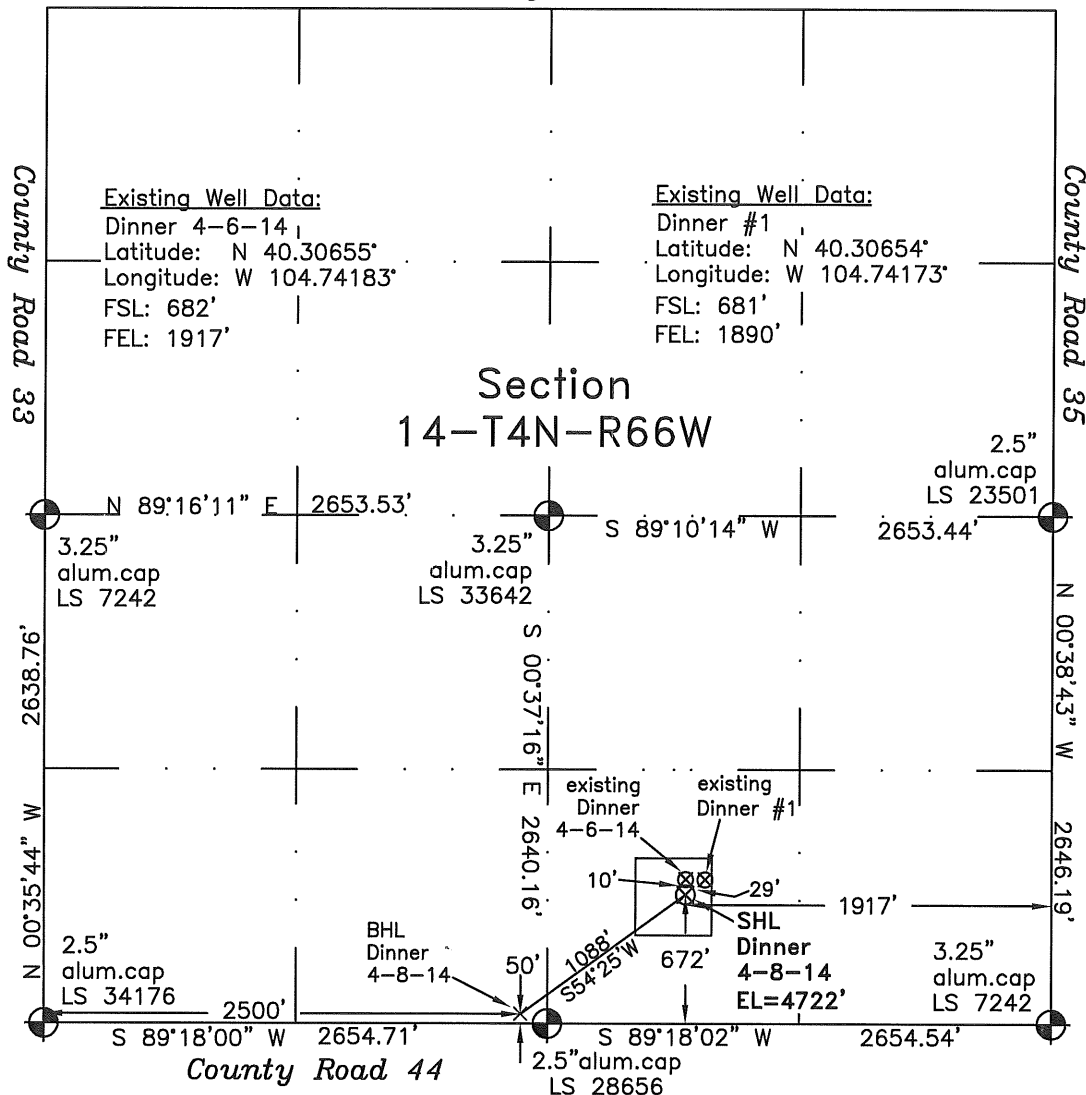 County Road 33
County Road 35
Existing Well Data:
Dinner 4-6-14
Latitude: N 40.30655°
Longitude: W 104.74183°
FSL: 682'
FEL: 1917'
Existing Well Data:
Dinner #1
Latitude: N 40.30654°
Longitude: W 104.74173°
FSL: 681'
FEL: 1890'
Section
14-T4N-R66W
2.5"
alum.cap
LS 23501
N 89°16'11" E 2653.53'
S 89°10'14" W 2653.44'
3.25"
alum.cap
LS 7242
3.25"
alum.cap
LS 33642
N 00°35'44" W 2638.76'
S 00°37'16" E 2640.16'
N 00°38'43" W 2646.19'
existing
Dinner
4-6-14
existing
Dinner #1
10'
29'
1917'
SHL
Dinner
4-8-14
EL=4722'
672'
BHL
Dinner
4-8-14
50'
1088'
S54°25'W
2.5"
alum.cap
LS 34176
3.25"
alum.cap
LS 7242
2500'
S 89°18'00" W 2654.71'
S 89°18'02" W 2654.54'
County Road 44
2.5"alum.cap
LS 28656